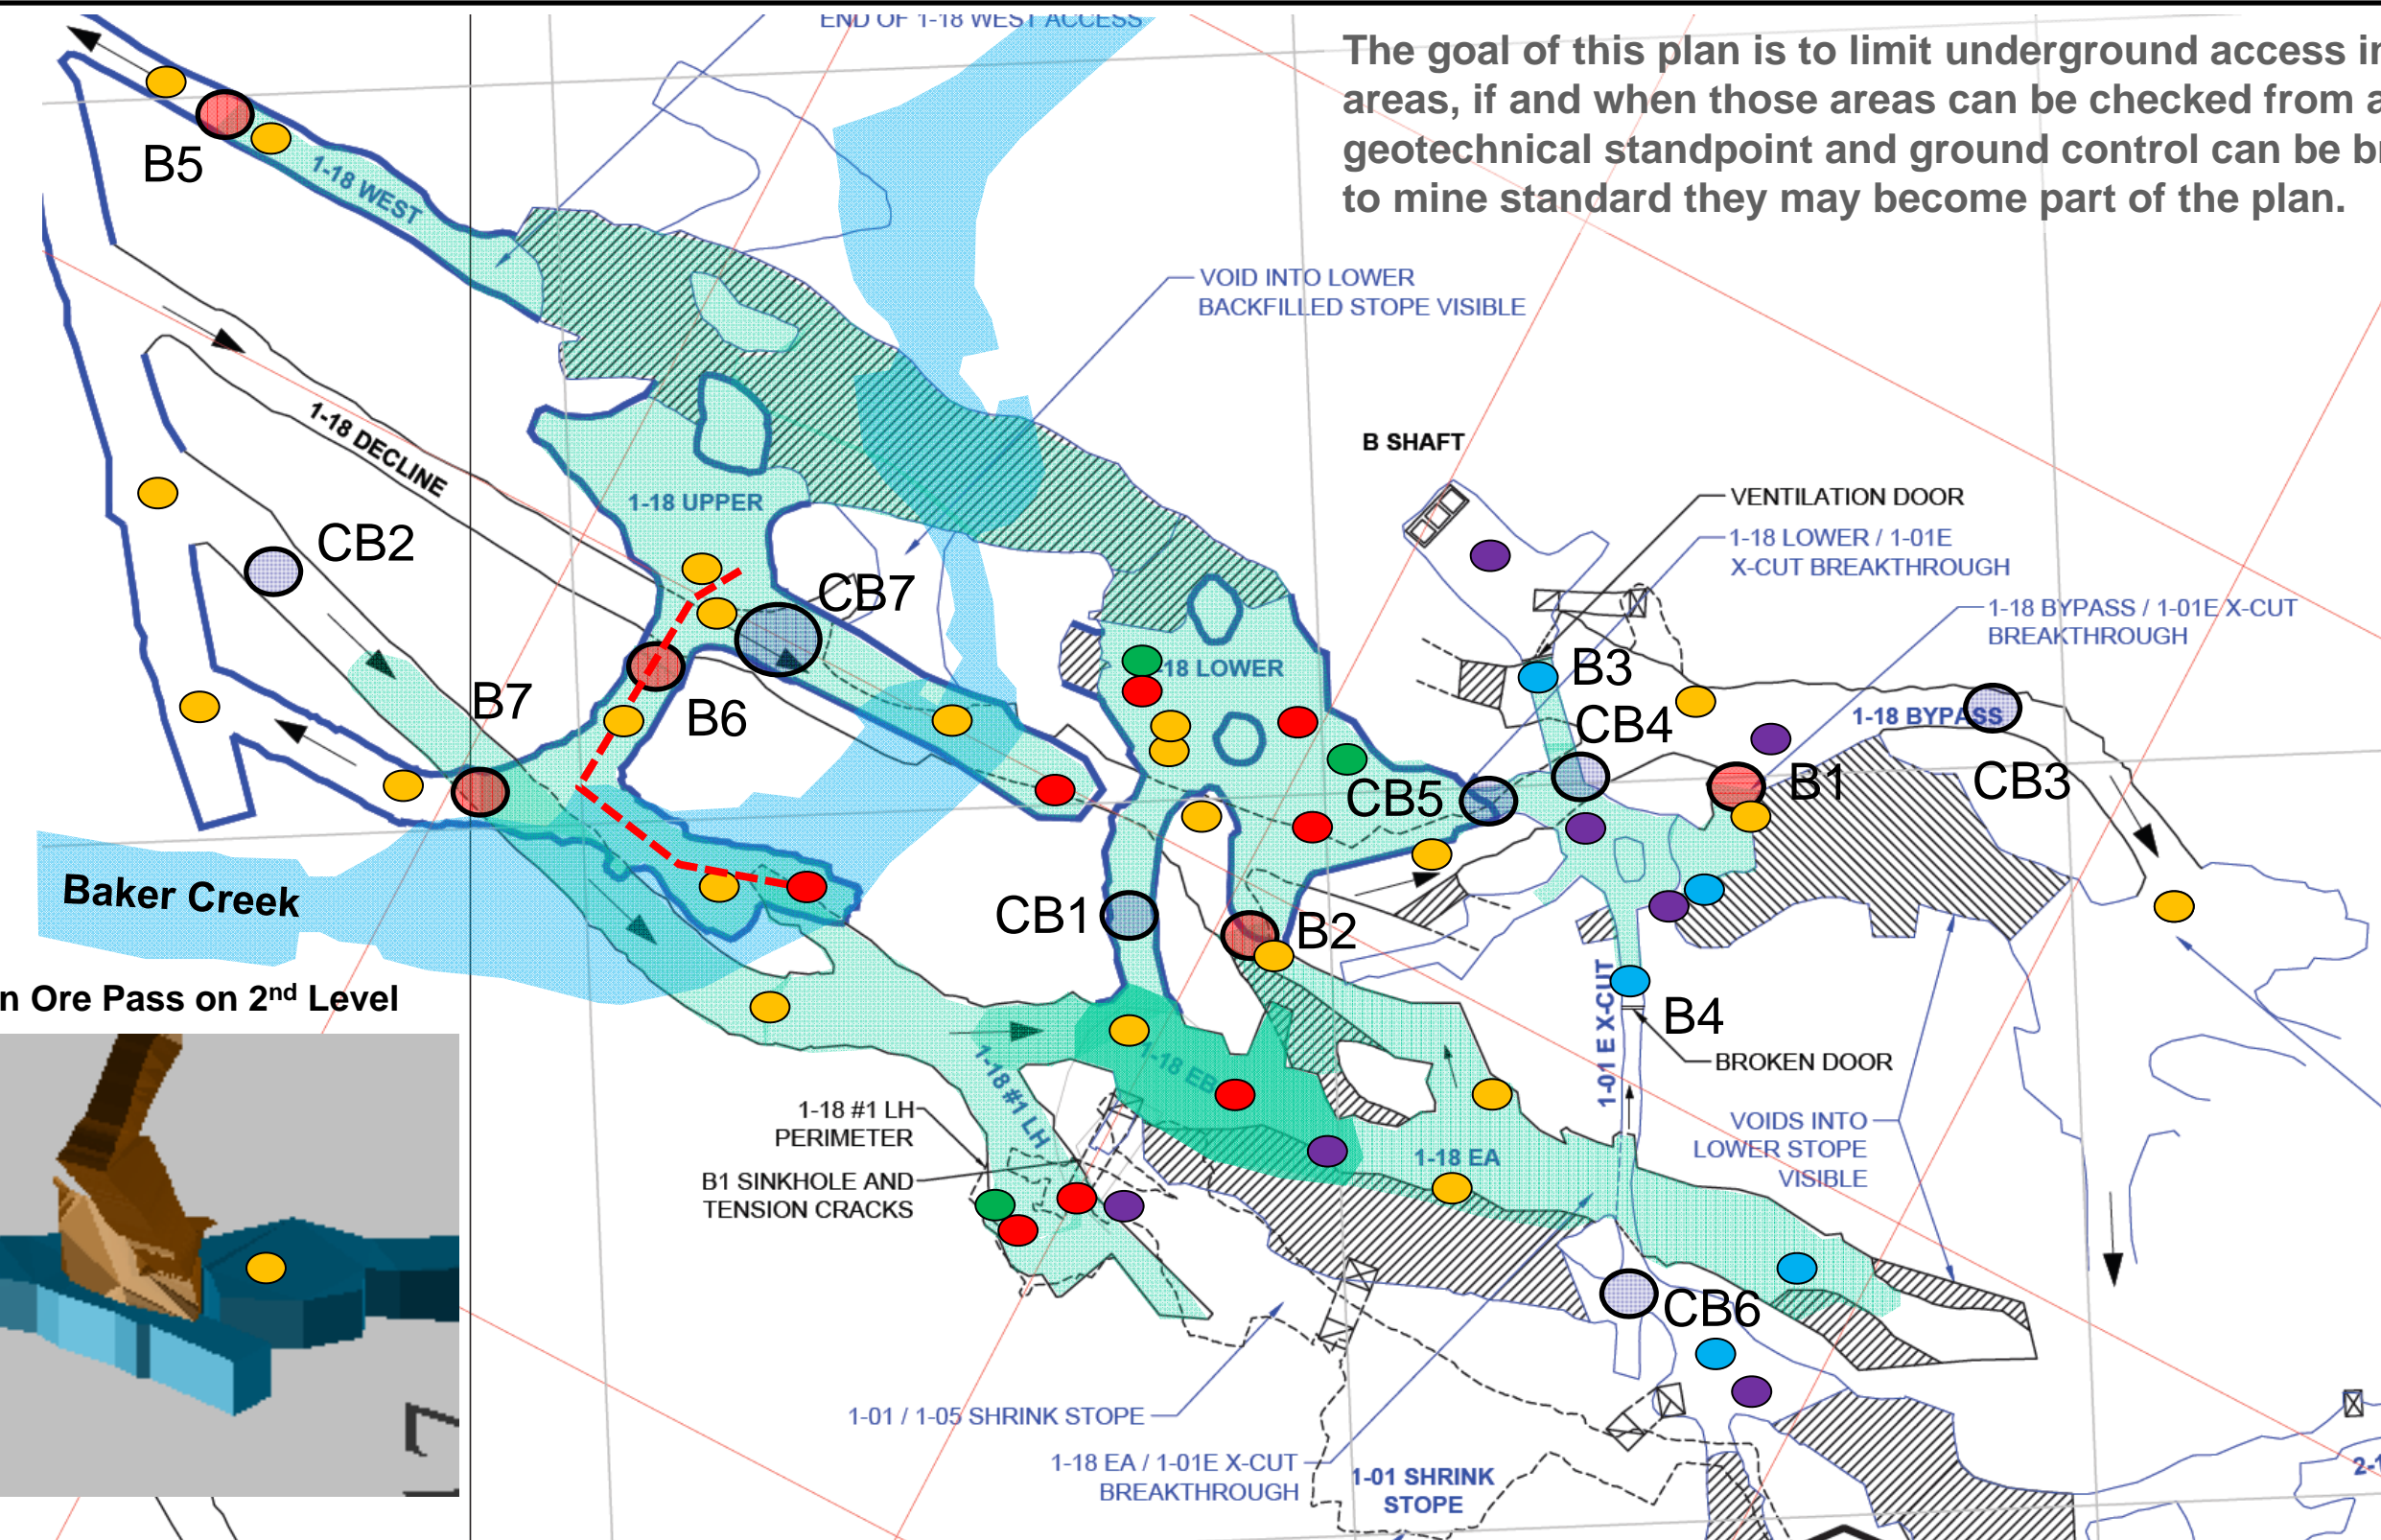 END OF 1-18 WEST ACCESS
The goal of this plan is to limit underground access
areas, if and when those areas can be checked from
geotechnical standpoint and ground control can be
to mine standard they may become part of the plan.
B5
1-18 WEST
VOID INTO LOWER
BACKFILLED STOPE VISIBLE
1-18 DECLINE
B SHAFT
1-18 UPPER
VENTILATION DOOR
1-18 LOWER / 1-01E
X-CUT BREAKTHROUGH
CB2
CB7
1-18 BYPASS / 1-01E X-CUT
BREAKTHROUGH
18 LOWER
B3
B7
B6
CB4
1-18 BYPASS
CB5
B1
CB3
Baker Creek
CB1
B2
n Ore Pass on 2nd Level
1-01 E X-CUT
B4
BROKEN DOOR
1-18 EB
1-18 #1 LH
1-18 #1 LH
PERIMETER
VOIDS INTO
LOWER STOPE
VISIBLE
1-18 EA
B1 SINKHOLE AND
TENSION CRACKS
CB6
1-01 / 1-05 SHRINK STOPE
1-18 EA / 1-01E X-CUT
BREAKTHROUGH
1-01 SHRINK
STOPE